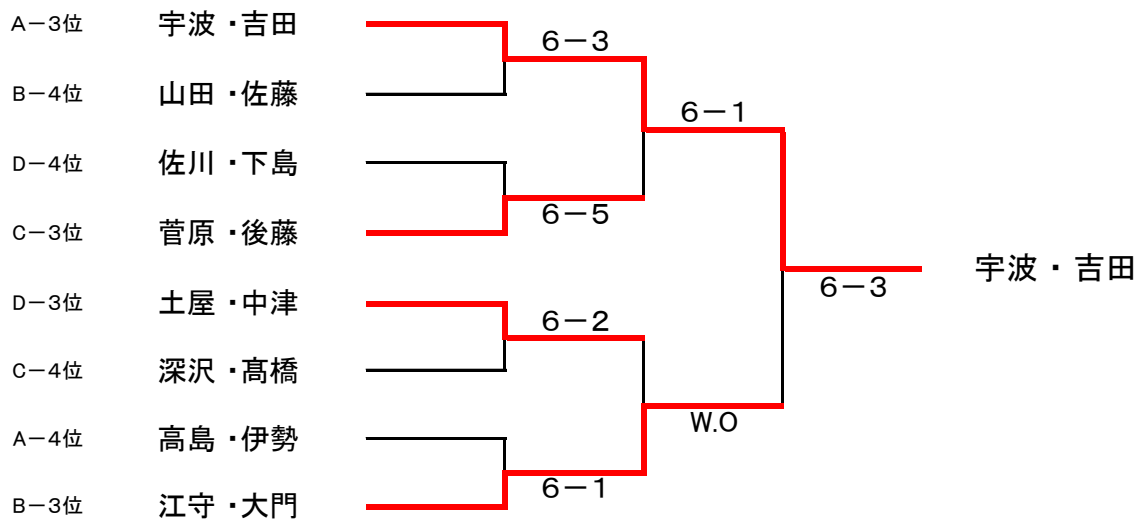 A－3位 宇波 ・吉田
6－3
B－4位 山田 ・佐藤
6－1
D－4位 佐川 ・下島
6－5
C－3位 菅原 ・後藤
宇波 ・ 吉田
6－3
D－3位 土屋 ・中津
6－2
C－4位 深沢 ・髙橋
W.O
A－4位 高島 ・伊勢
6－1
B－3位 江守 ・大門